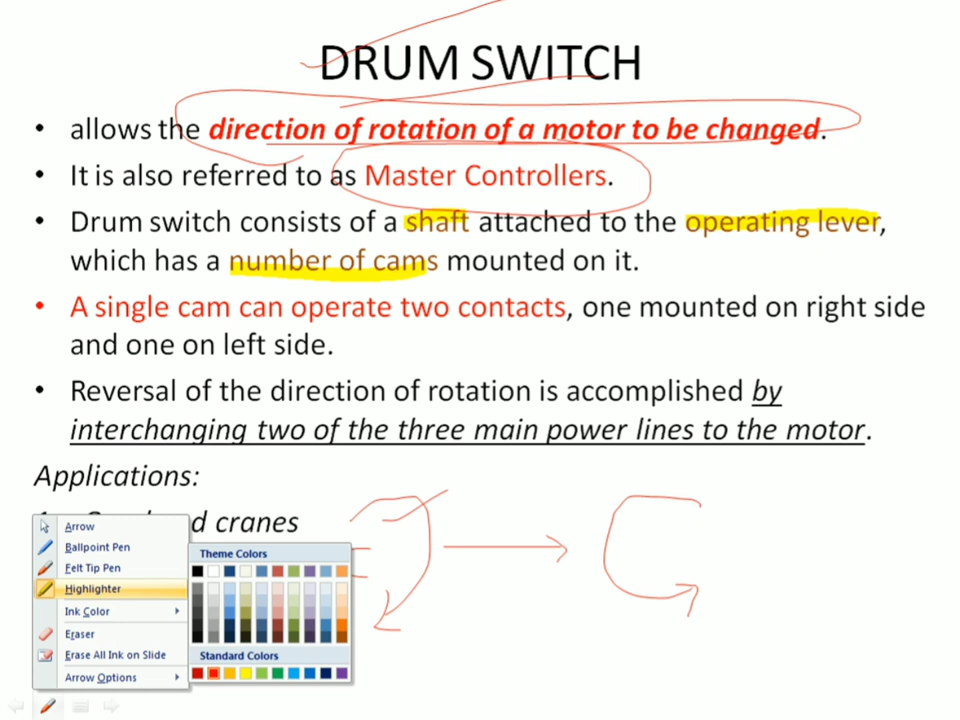 DRUM SWITCH
• allows the direction of rotation of a motor to be changed.
• It is also referred to as Master Controllers.
• Drum switch consists of a shaft attached to the operating lever,
which has a number of cams mounted on it.
• A single cam can operate two contacts, one mounted on right side
and one on left side.
• Reversal of the direction of rotation is accomplished by
interchanging two of the three main power lines to the motor.
Applications:
cranes
Arrow
Ballpoint Pen
Felt Tip Pen
Highlighter
Ink Color
Eraser
Erase All Ink on Slide
Arrow Options
Theme Colors
Standard Colors